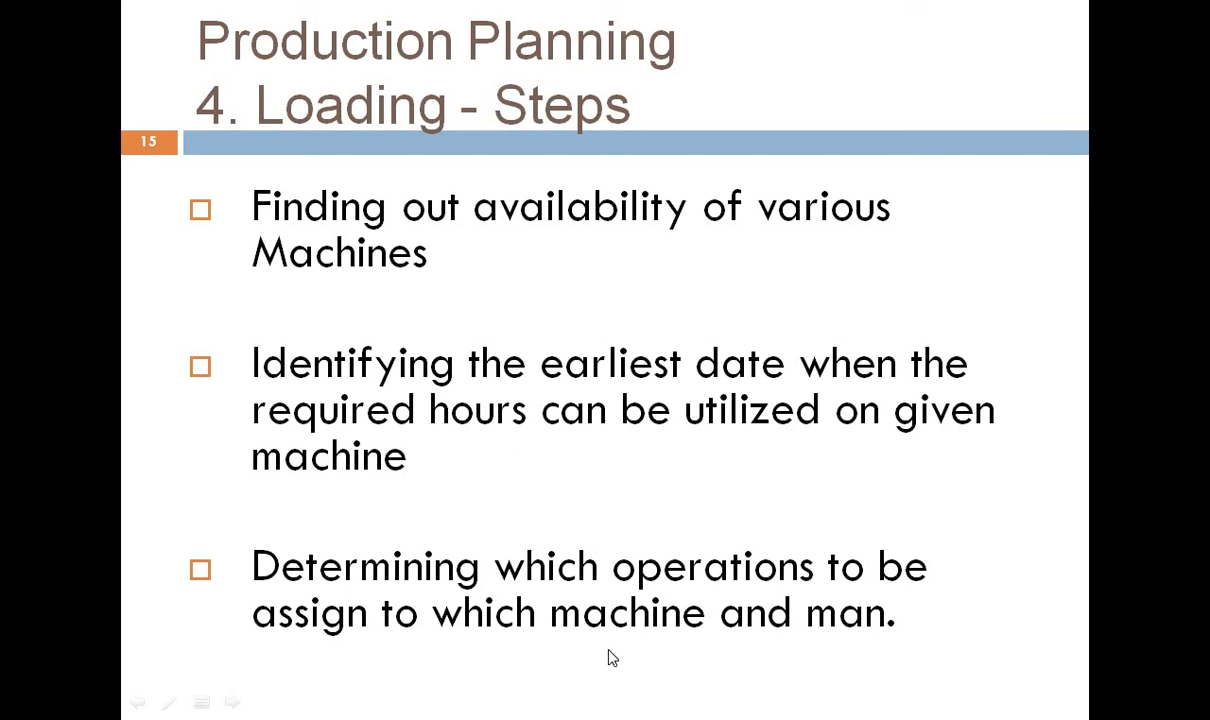 Production Planning
4. Loading - Steps
15
Finding out availability of various
Machines
Identifying the earliest date when the
required hours can be utilized on given
machine
Determining which operations to be
assign to which machine and man.